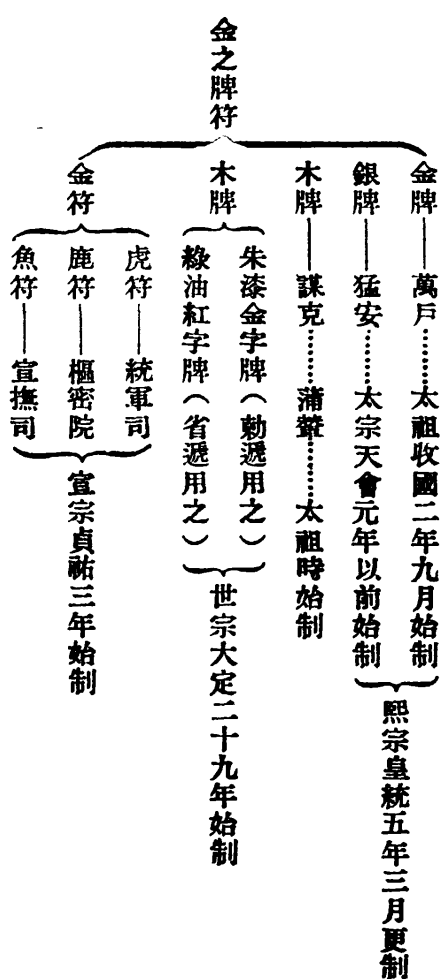 金之牌符
金牌——萬戶………太祖收國二年九月始制
銀牌——猛安………太宗天會元年以前始制
熙宗皇統五年三月更制
木牌——謀克………蒲輦………太祖時始制
木牌
朱漆金字牌（勅遞用之）
綠油紅字牌（省遞用之）
世宗大定二十九年始制
金符
虎符——統軍司
鹿符——樞密院
魚符——宣撫司
宣宗貞祐三年始制